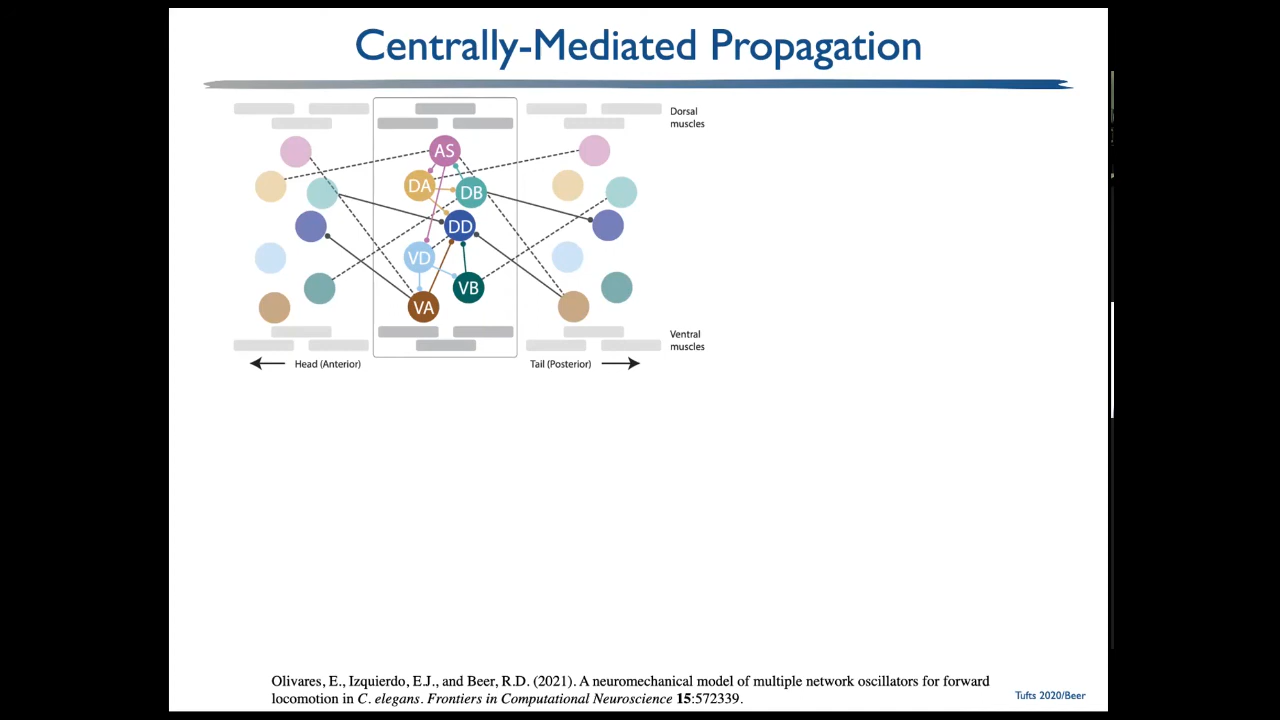 Centrally-Mediated Propagation
Dorsal
muscles
AS
DA
DB
DD
VD
VB
VA
Ventral
muscles
Head (Anterior)
Tail (Posterior)
Olivares, E., Izquierdo, E.J., and Beer, R.D. (2021). A neuromechanical model of multiple network oscillators for forward
locomotion in C. elegans. Frontiers in Computational Neuroscience 15:572339.
Tufts 2020/Beer